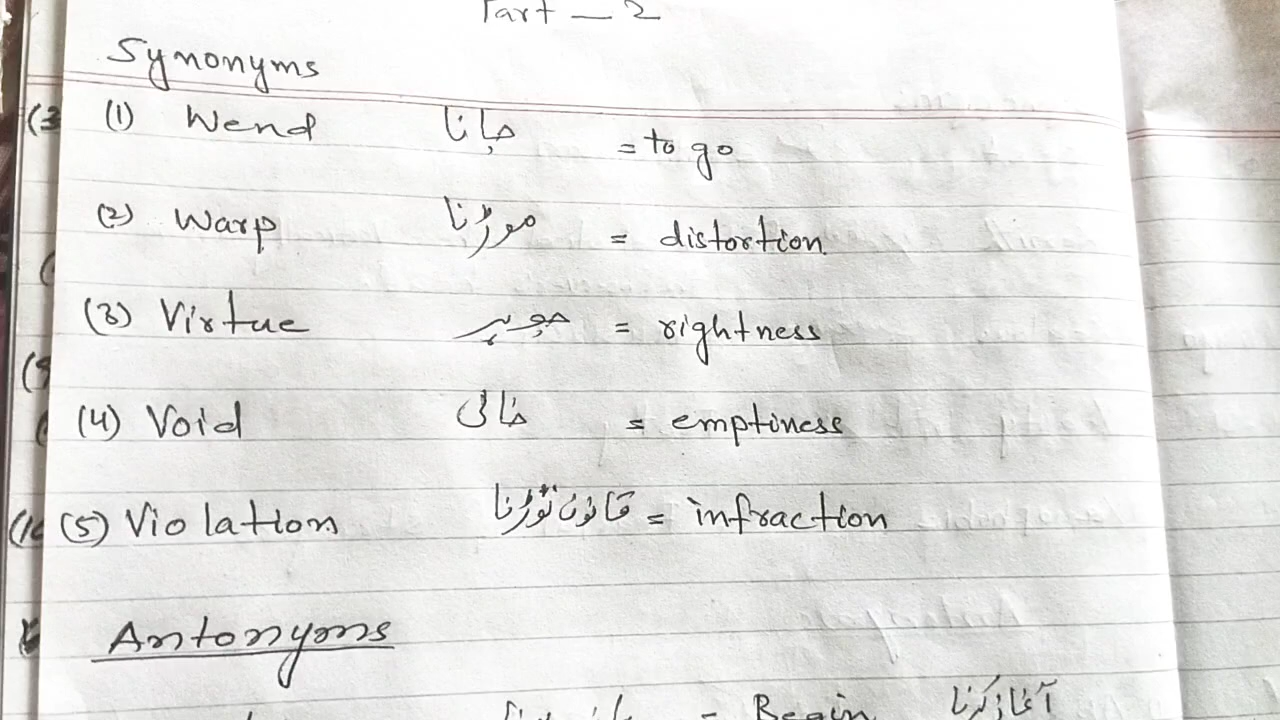 Part - 2
Synonyms
(1) Wend جانا = to go
(2) Warp موڑنا = distortion.
(3) Virtue جوہر = rightness
(4) Void خالی = emptiness
(5) Violation قانون توڑنا = infraction
Antonyms
= Begin آغاز کرنا